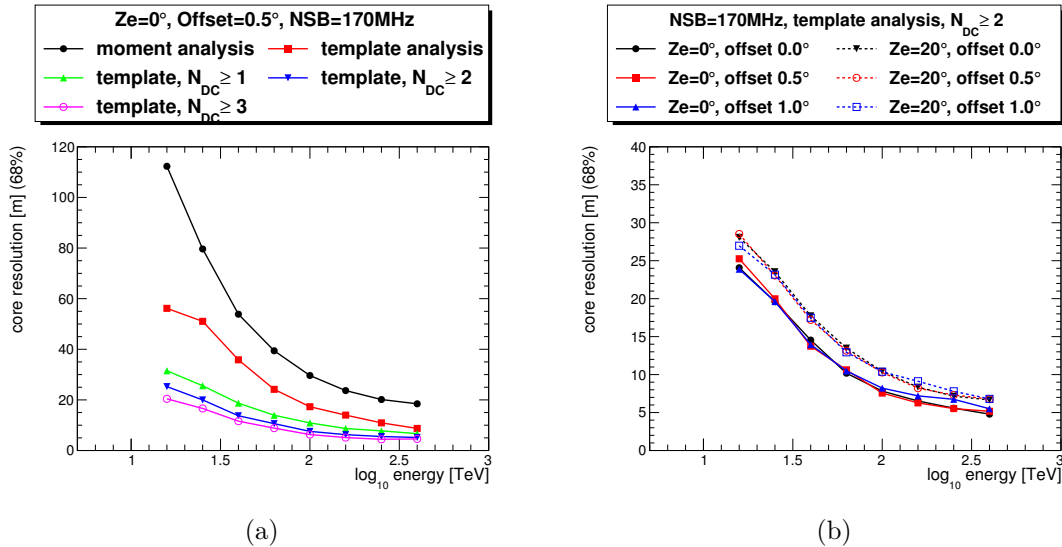 Ze=0°, Offset=0.5°, NSB=170MHz
moment analysis template analysis
template, N_DC ≥ 1 template, N_DC ≥ 2
template, N_DC ≥ 3
core resolution [m] (68%)
120
100
80
60
40
20
0
1 1.5 2 2.5 3
log10 energy [TeV]
(a)
NSB=170MHz, template analysis, N_DC ≥ 2
Ze=0°, offset 0.0° Ze=20°, offset 0.0°
Ze=0°, offset 0.5° Ze=20°, offset 0.5°
Ze=0°, offset 1.0° Ze=20°, offset 1.0°
core resolution [m] (68%)
40
35
30
25
20
15
10
5
0
1 1.5 2 2.5 3
log10 energy [TeV]
(b)